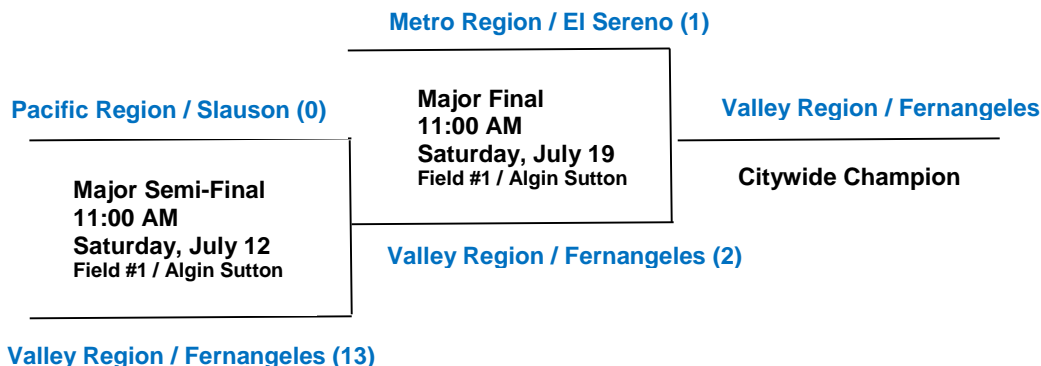 Metro Region / El Sereno (1)
Pacific Region / Slauson (0)
Major Final
11:00 AM
Saturday, July 19
Field #1 / Algin Sutton
Valley Region / Fernangeles
Citywide Champion
Major Semi-Final
11:00 AM
Saturday, July 12
Field #1 / Algin Sutton
Valley Region / Fernangeles (2)
Valley Region / Fernangeles (13)